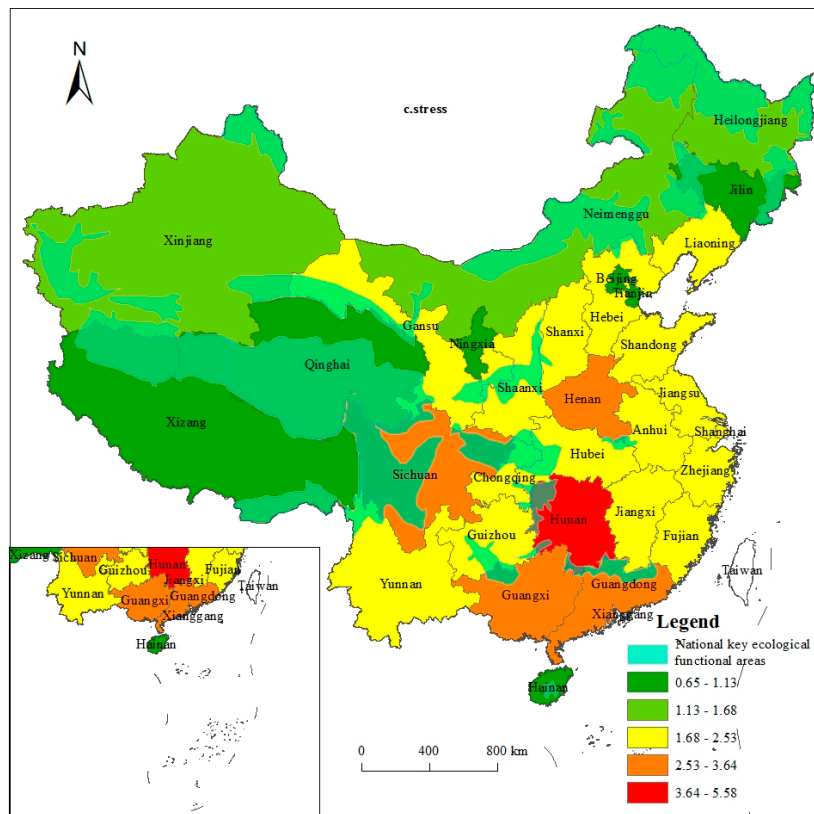 N
c.stress
Heilongjiang
Jilin
Neimenggu
Liaoning
Xinjiang
Beijing
Tianjin
Hebei
Gansu
Ningxia
Shanxi
Shandong
Qinghai
Shaanxi
Henan
Jiangsu
Xizang
Anhui
Shanghai
Hubei
Sichuan
Chongqing
Zhejiang
Hunan
Jiangxi
Guizhou
Fujian
Yunnan
Taiwan
Guangxi
Guangdong
Xianggang
Hainan
Xizang
Sichuan
Hunan
Guizhou
Fujian
Jiangxi
Yunnan
Taiwan
Guangxi
Guangdong
Xianggang
Hainan
0 400 800 km
Legend
National key ecological
functional areas
0.65 - 1.13
1.13 - 1.68
1.68 - 2.53
2.53 - 3.64
3.64 - 5.58